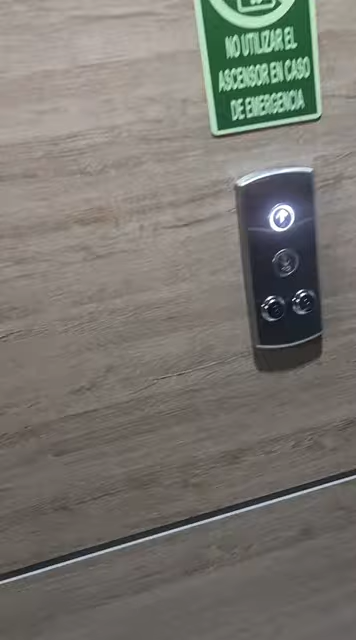 NO UTILIZAR EL
ASCENSOR EN CASO
DE EMERGENCIA